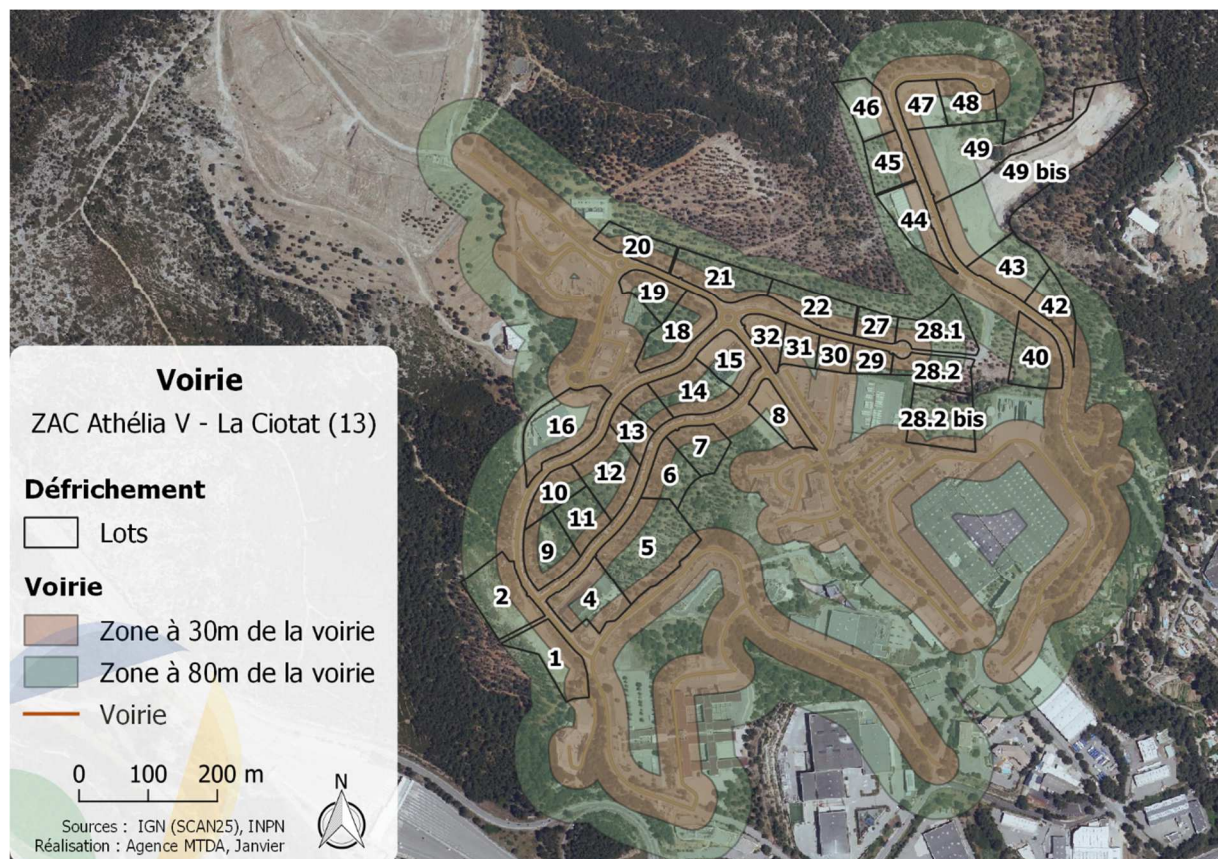 Voirie
ZAC Athélia V - La Ciotat (13)
Défrichement
Lots
Voirie
Zone à 30m de la voirie
Zone à 80m de la voirie
Voirie
0 100 200 m
N
Sources : IGN (SCAN25), INPN
Réalisation : Agence MTDA, Janvier
46
47
48
45
49
49 bis
44
20
43
21
19
42
22
18
27
28.1
32
31
30
29
40
15
28.2
14
8
28.2 bis
16
13
7
12
6
10
11
9
5
2
4
1